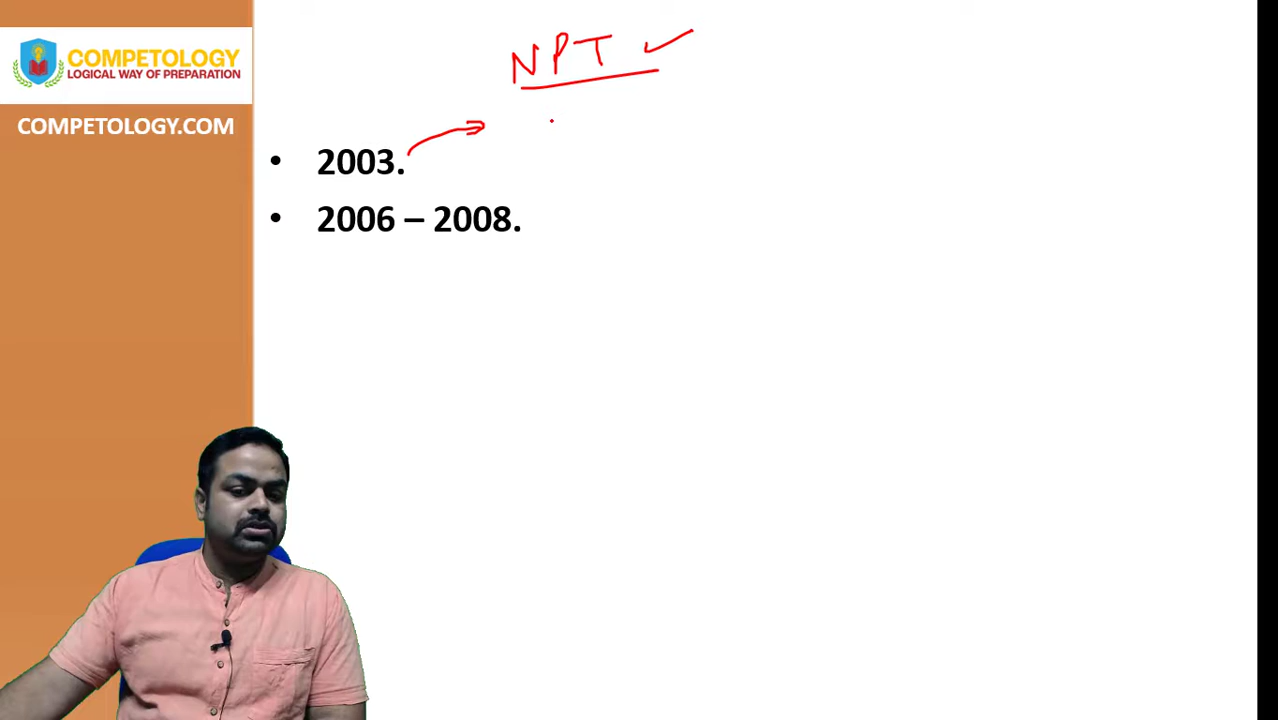 COMPETOLOGY
LOGICAL WAY OF PREPARATION
COMPETOLOGY.COM
NPT ✓
• 2003.
• 2006 – 2008.